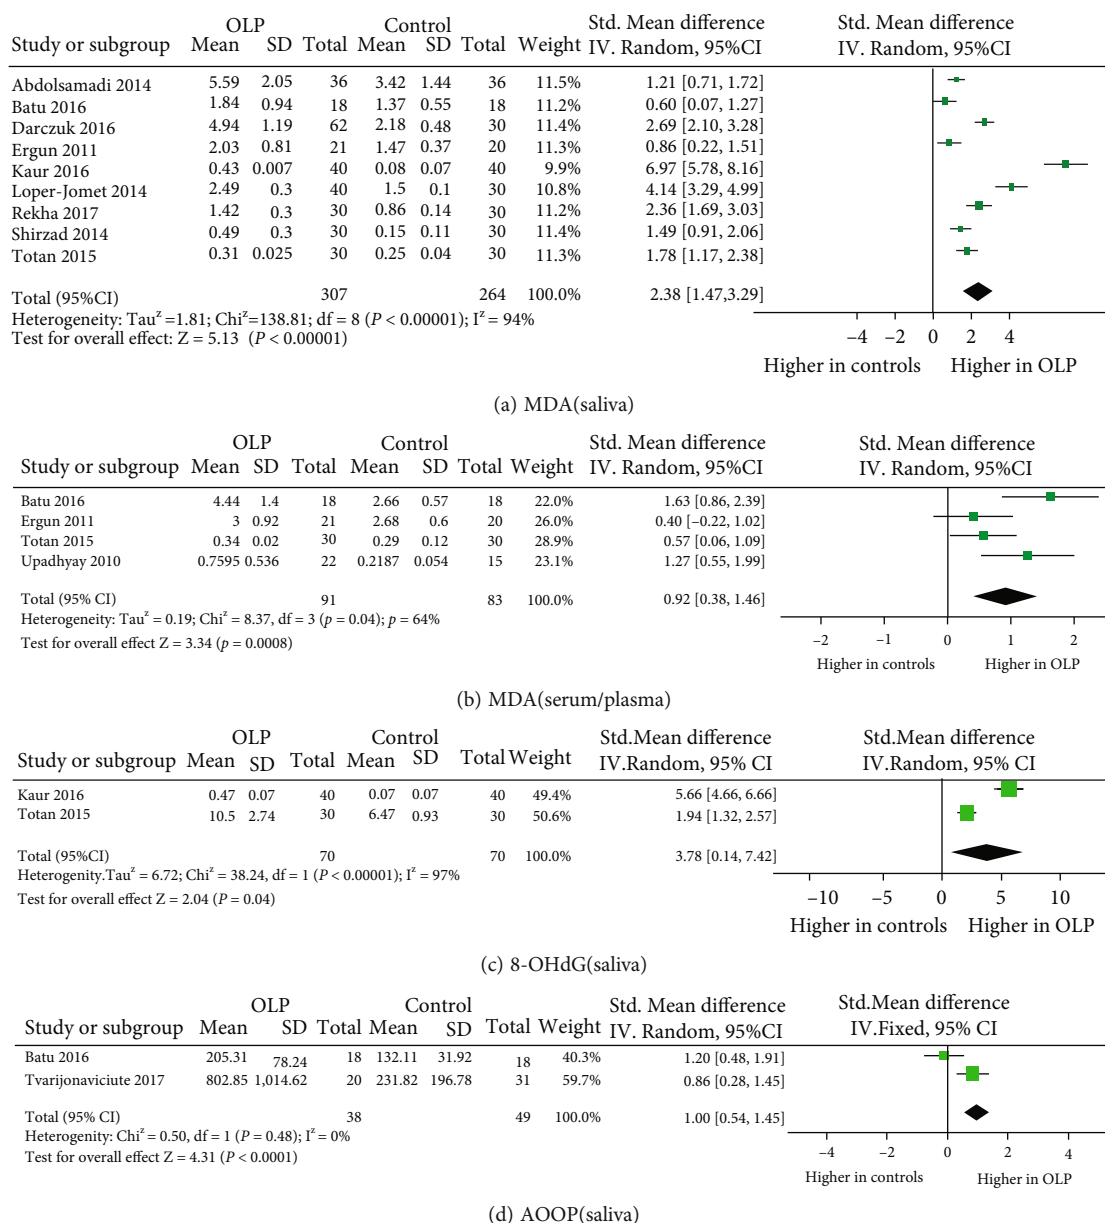 OLP Control Std. Mean difference Std. Mean difference
Study or subgroup Mean SD Total Mean SD Total Weight IV. Random, 95%CI IV. Random, 95%CI
Abdolsamadi 2014 5.59 2.05 36 3.42 1.44 36 11.5% 1.21 [0.71, 1.72]
Batu 2016 1.84 0.94 18 1.37 0.55 18 11.2% 0.60 [0.07, 1.27]
Darczuk 2016 4.94 1.19 62 2.18 0.48 30 11.4% 2.69 [2.10, 3.28]
Ergun 2011 2.03 0.81 21 1.47 0.37 20 11.3% 0.86 [0.22, 1.51]
Kaur 2016 0.43 0.007 40 0.08 0.07 40 9.9% 6.97 [5.78, 8.16]
Loper-Jomet 2014 2.49 0.3 40 1.5 0.1 30 10.8% 4.14 [3.29, 4.99]
Rekha 2017 1.42 0.3 30 0.86 0.14 30 11.2% 2.36 [1.69, 3.03]
Shirzad 2014 0.49 0.3 30 0.15 0.11 30 11.4% 1.49 [0.91, 2.06]
Totan 2015 0.31 0.025 30 0.25 0.04 30 11.3% 1.78 [1.17, 2.38]
Total (95%CI) 307 264 100.0% 2.38 [1.47,3.29]
Heterogeneity: Tau^z =1.81; Chi^z=138.81; df = 8 (P < 0.00001); I^z = 94%
Test for overall effect: Z = 5.13 (P < 0.00001)
−4 −2 0 2 4
Higher in controls Higher in OLP
(a) MDA(saliva)
OLP Control Std. Mean difference Std. Mean difference
Study or subgroup Mean SD Total Mean SD Total Weight IV. Random, 95%CI IV. Random, 95%CI
Batu 2016 4.44 1.4 18 2.66 0.57 18 22.0% 1.63 [0.86, 2.39]
Ergun 2011 3 0.92 21 2.68 0.6 20 26.0% 0.40 [−0.22, 1.02]
Totan 2015 0.34 0.02 30 0.29 0.12 30 28.9% 0.57 [0.06, 1.09]
Upadhyay 2010 0.7595 0.536 22 0.2187 0.054 15 23.1% 1.27 [0.55, 1.99]
Total (95% CI) 91 83 100.0% 0.92 [0.38, 1.46]
Heterogeneity: Tau^z = 0.19; Chi^z = 8.37, df = 3 (p = 0.04); p = 64%
Test for overall effect Z = 3.34 (p = 0.0008)
−2 −1 0 1 2
Higher in controls Higher in OLP
(b) MDA(serum/plasma)
OLP Control Std.Mean difference Std.Mean difference
Study or subgroup Mean SD Total Mean SD Total Weight IV.Random, 95% CI IV.Random, 95% CI
Kaur 2016 0.47 0.07 40 0.07 0.07 40 49.4% 5.66 [4.66, 6.66]
Totan 2015 10.5 2.74 30 6.47 0.93 30 50.6% 1.94 [1.32, 2.57]
Total (95%CI) 70 70 100.0% 3.78 [0.14, 7.42]
Heterogenity.Tau^z = 6.72; Chi^z = 38.24, df = 1 (P < 0.00001); I^z = 97%
Test for overall effect Z = 2.04 (P = 0.04)
−10 −5 0 5 10
Higher in controls Higher in OLP
(c) 8-OHdG(saliva)
OLP Control Std. Mean difference Std.Mean difference
Study or subgroup Mean SD Total Mean SD Total Weight IV. Random, 95%CI IV.Fixed, 95% CI
Batu 2016 205.31 78.24 18 132.11 31.92 18 40.3% 1.20 [0.48, 1.91]
Tvarijonaviciute 2017 802.85 1,014.62 20 231.82 196.78 31 59.7% 0.86 [0.28, 1.45]
Total (95% CI) 38 49 100.0% 1.00 [0.54, 1.45]
Heterogenity: Chi^z = 0.50, df = 1 (P = 0.48); I^z = 0%
Test for overall effect Z = 4.31 (P < 0.0001)
−4 −2 0 2 4
Higher in controls Higher in OLP
(d) AOOP(saliva)